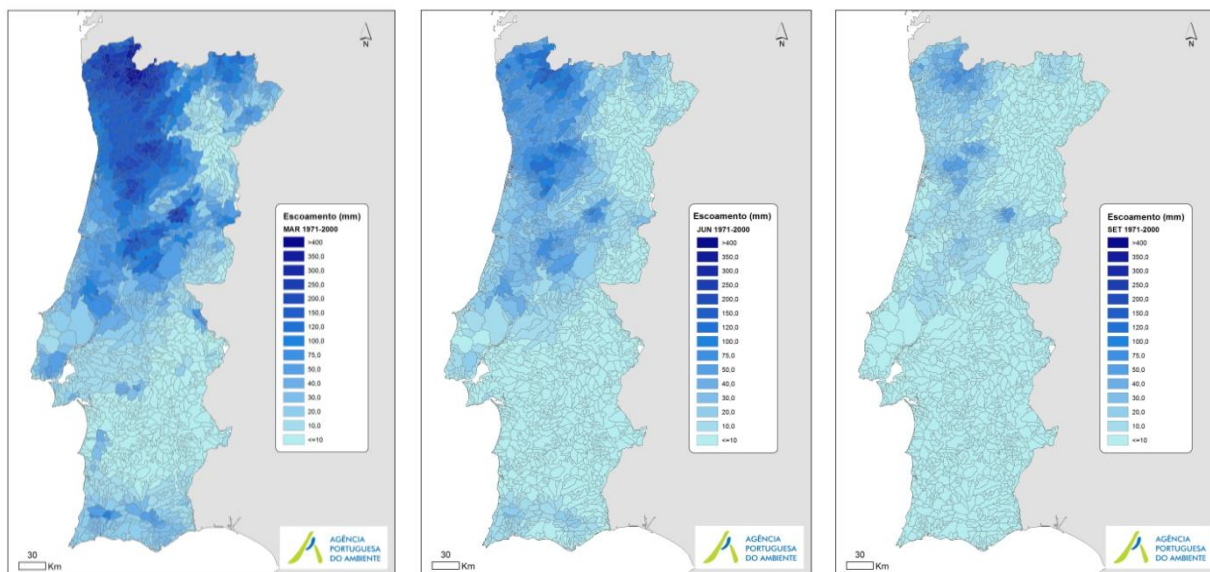 N
Escoamento (mm)
MAR 1971-2000
>400
350,0
300,0
250,0
200,0
150,0
120,0
100,0
75,0
50,0
40,0
30,0
20,0
10,0
<=10
30
Km
AGÊNCIA
PORTUGUESA
DO AMBIENTE
N
Escoamento (mm)
JUN 1971-2000
>400
350,0
300,0
250,0
200,0
150,0
120,0
100,0
75,0
50,0
40,0
30,0
20,0
10,0
<=10
30
Km
AGÊNCIA
PORTUGUESA
DO AMBIENTE
N
Escoamento (mm)
SET 1971-2000
>400
350,0
300,0
250,0
200,0
150,0
120,0
100,0
75,0
50,0
40,0
30,0
20,0
10,0
<=10
30
Km
AGÊNCIA
PORTUGUESA
DO AMBIENTE